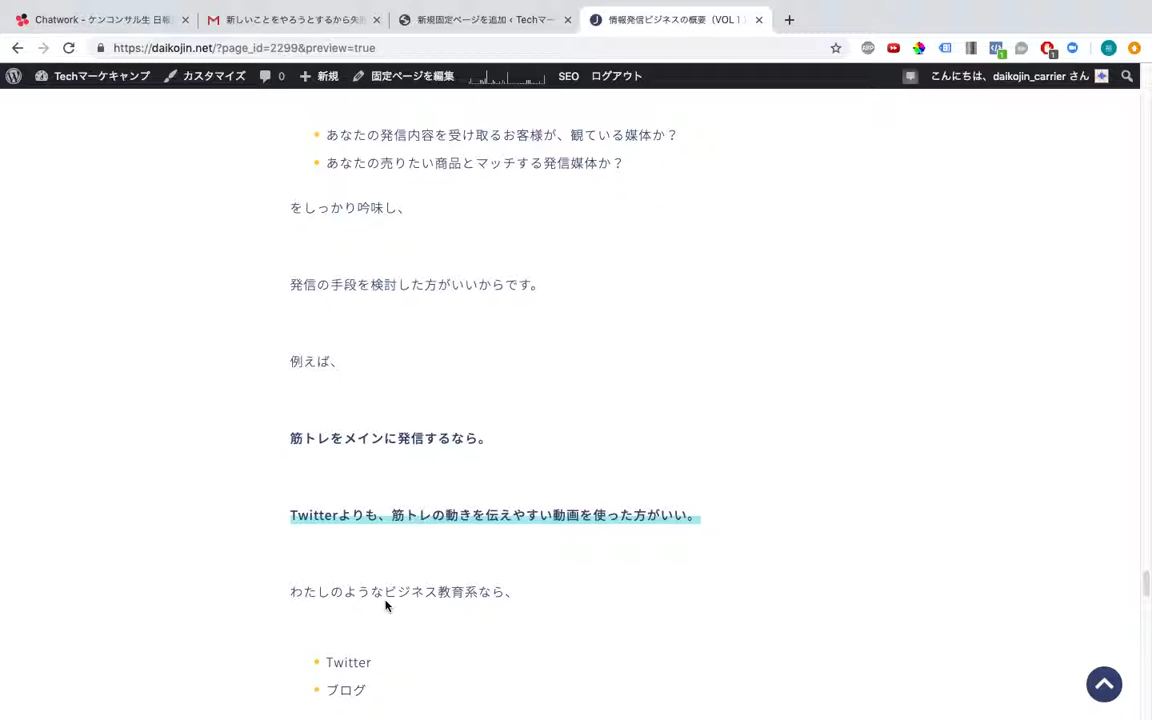 Chatwork - ケンコンサル生 日報
新しいことをやろうとするから失
新規固定ページを追加 ‹ Techマー
情報発信ビジネスの概要（VOL 1
https://daikojin.net/?page_id=2299&preview=true
Techマーケキャンプ カスタマイズ 0 新規 固定ページを編集 SEO ログアウト こんにちは、daikojin_carrier さん
あなたの発信内容を受け取るお客様が、観ている媒体か？
あなたの売りたい商品とマッチする発信媒体か？
をしっかり吟味し、
発信の手段を検討した方がいいからです。
例えば、
筋トレをメインに発信するなら。
Twitterよりも、筋トレの動きを伝えやすい動画を使った方がいい。
わたしのようなビジネス教育系なら、
Twitter
ブログ